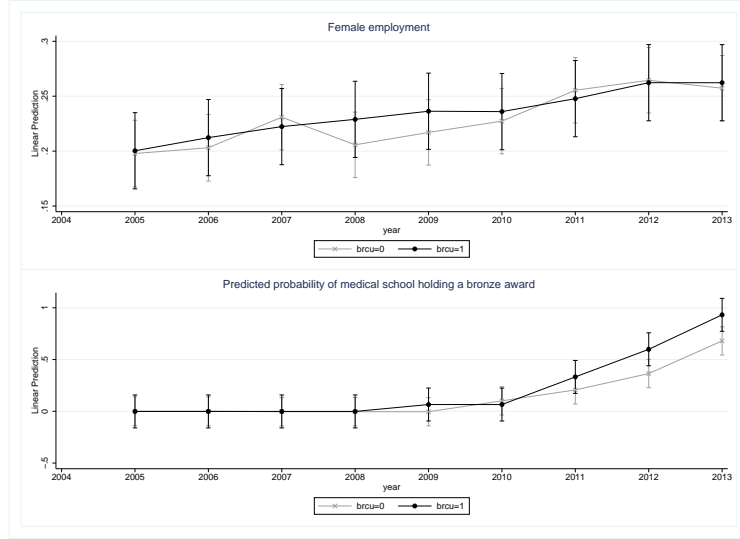 Female employment
Linear Prediction
.3
.25
.2
.15
2004 2005 2006 2007 2008 2009 2010 2011 2012 2013
year
brcu=0 brcu=1
Predicted probability of medical school holding a bronze award
Linear Prediction
1
.5
0
-.5
2004 2005 2006 2007 2008 2009 2010 2011 2012 2013
year
brcu=0 brcu=1